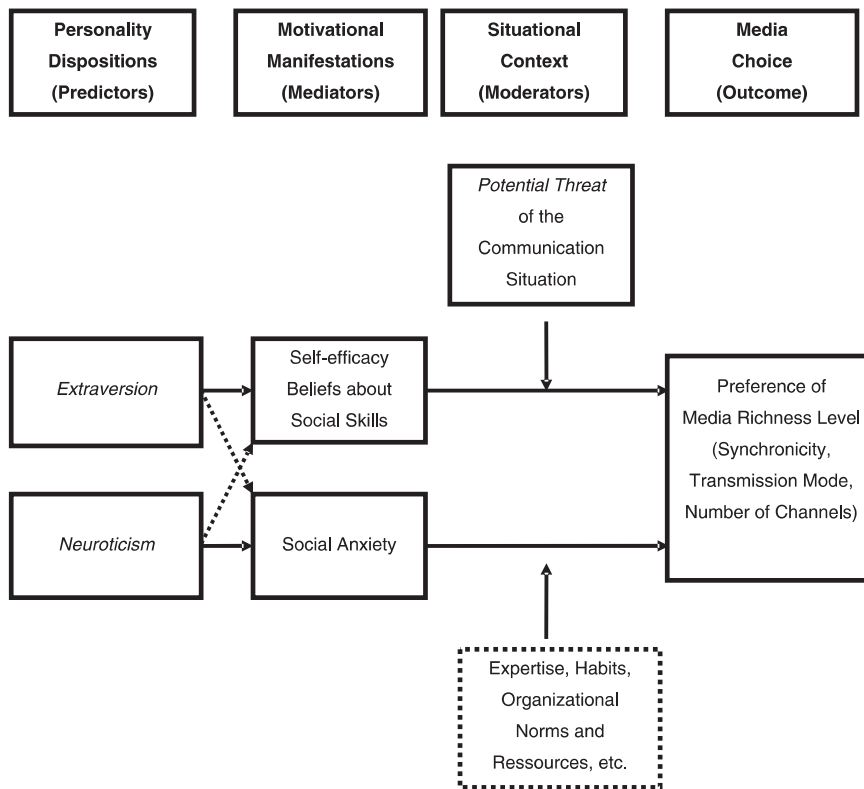 Personality
Dispositions
(Predictors)
Motivational
Manifestations
(Mediators)
Situational
Context
(Moderators)
Media
Choice
(Outcome)
Potential Threat
of the
Communication
Situation
Extraversion
Self-efficacy
Beliefs about
Social Skills
Preference of
Media Richness Level
(Synchronicity,
Transmission Mode,
Number of Channels)
Neuroticism
Social Anxiety
Expertise, Habits,
Organizational
Norms and
Ressources, etc.